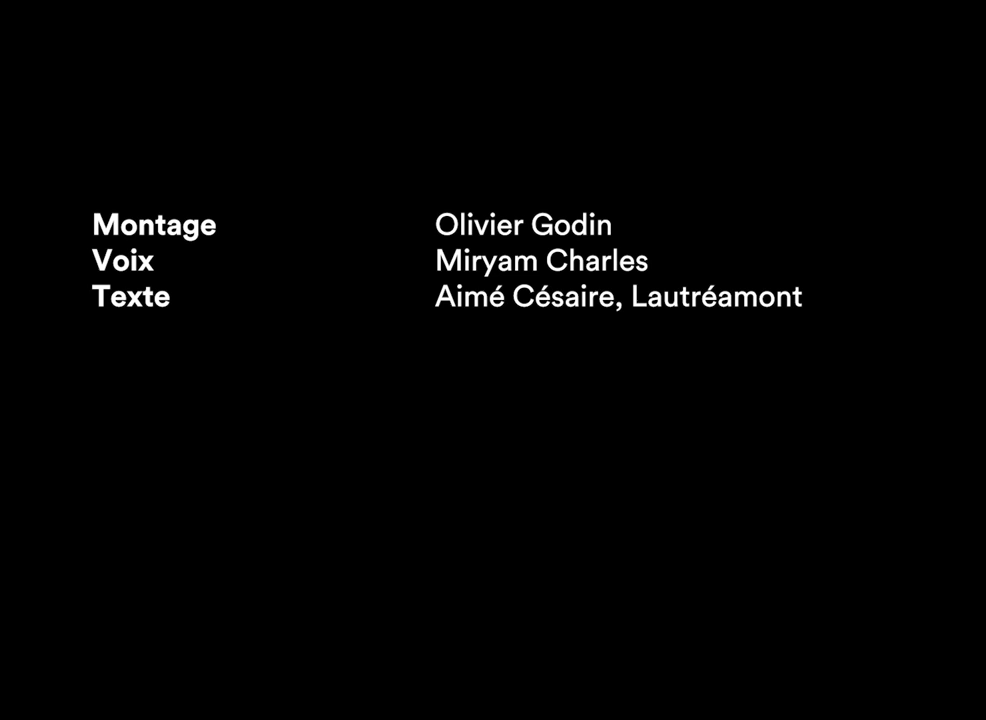 Montage Olivier Godin
Voix Miryam Charles
Texte Aimé Césaire, Lautréamont